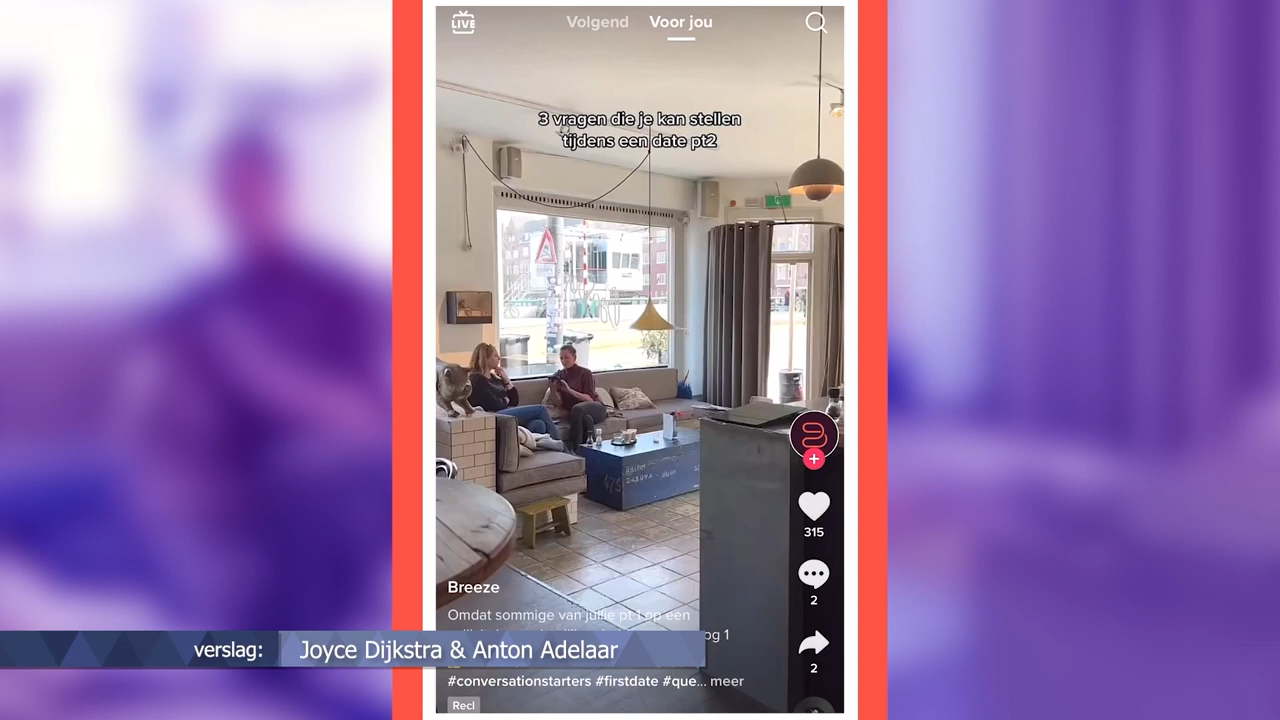 LIVE
Volgend Voor jou
3 vragen die je kan stellen
tijdens een date pt2
315
2
2
Breeze
Omdat sommige van jullie pt 1 op een
og 1
verslag: Joyce Dijkstra & Anton Adelaar
#conversationstarters #firstdate #que... meer
Recl